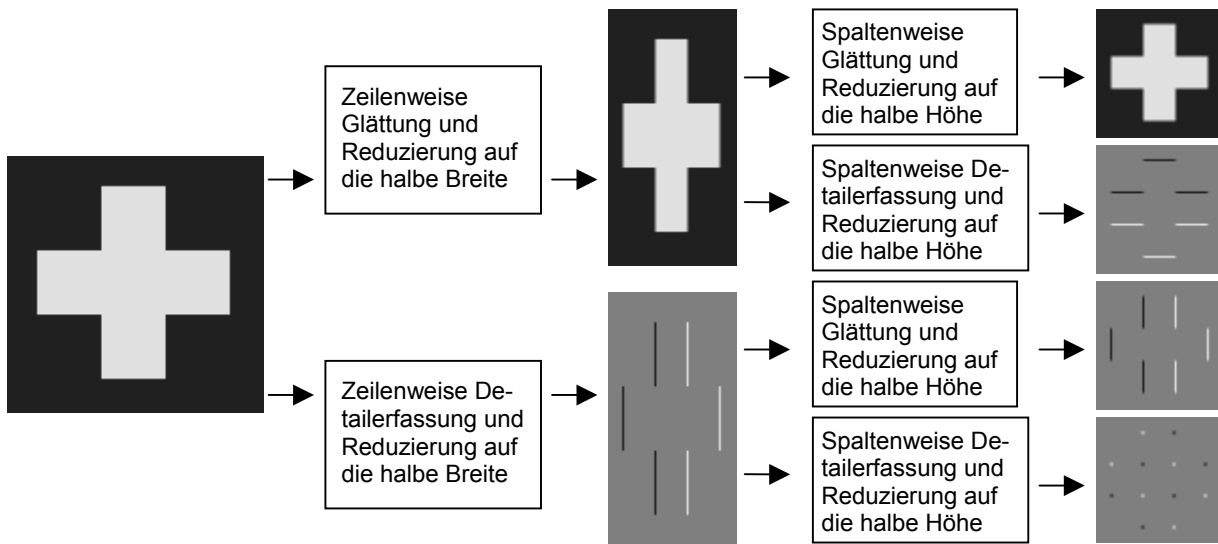 Zeilenweise
Glättung und
Reduzierung auf
die halbe Breite
Zeilenweise De-
tailerfassung und
Reduzierung auf
die halbe Breite
Spaltenweise
Glättung und
Reduzierung auf
die halbe Höhe
Spaltenweise De-
tailerfassung und
Reduzierung auf
die halbe Höhe
Spaltenweise
Glättung und
Reduzierung auf
die halbe Höhe
Spaltenweise De-
tailerfassung und
Reduzierung auf
die halbe Höhe